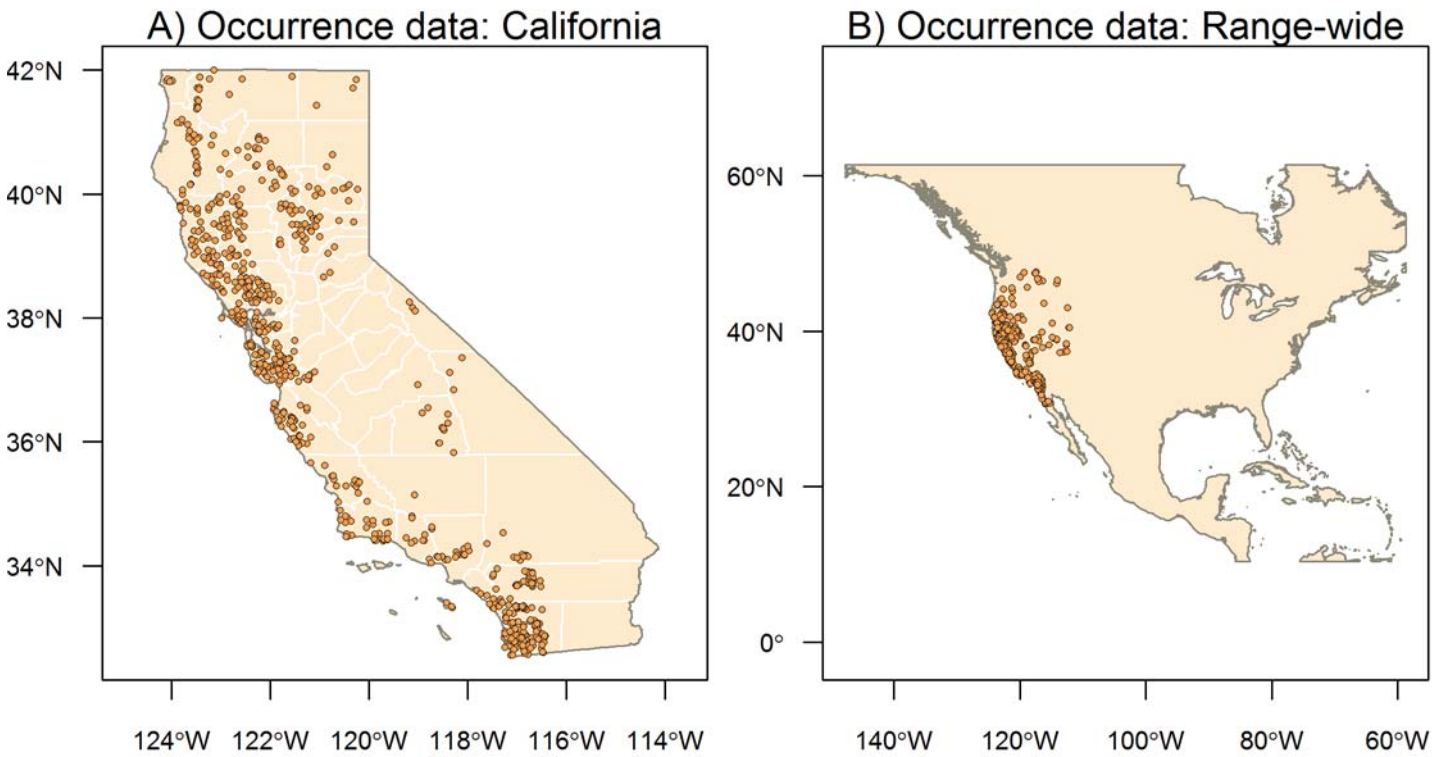 A) Occurrence data: California
42°N
40°N
38°N
36°N
34°N
124°W 122°W 120°W 118°W 116°W 114°W
B) Occurrence data: Range-wide
60°N
40°N
20°N
0°
140°W 120°W 100°W 80°W 60°W